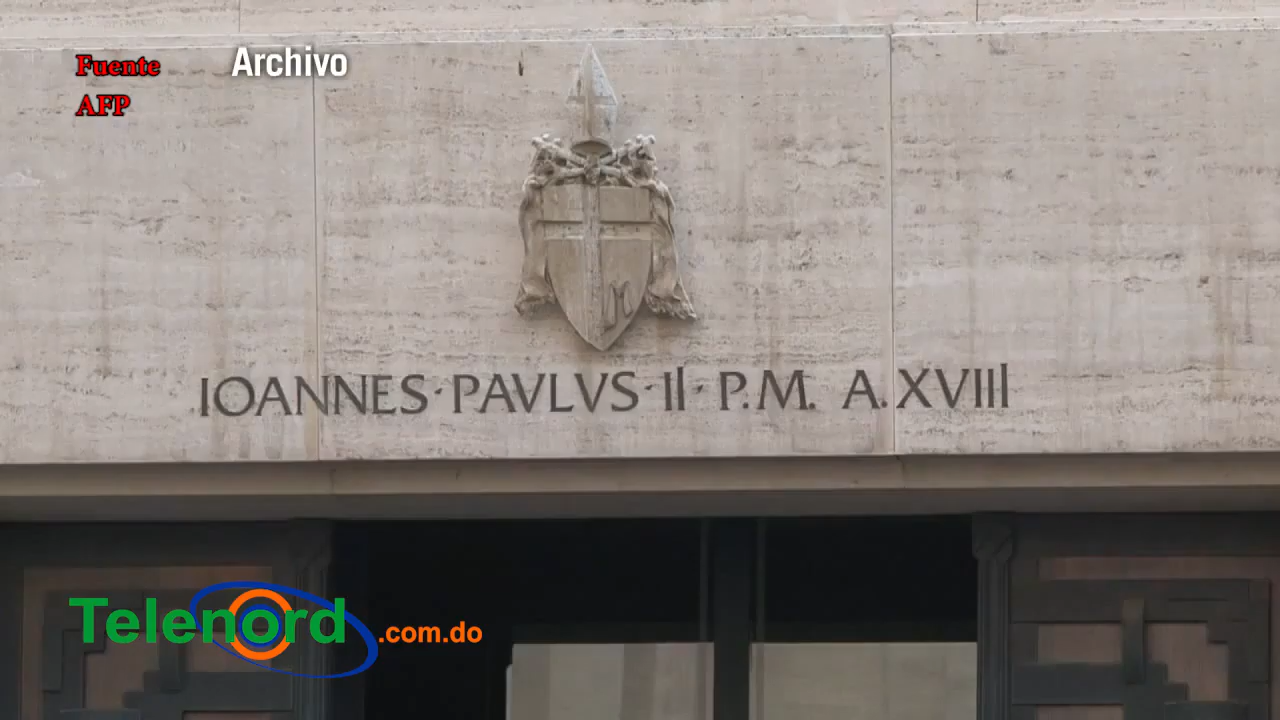 Fuente
AFP
Archivo
IOANNES·PAVLVS·II·P.M. A.XVIII
Telenord.com.do